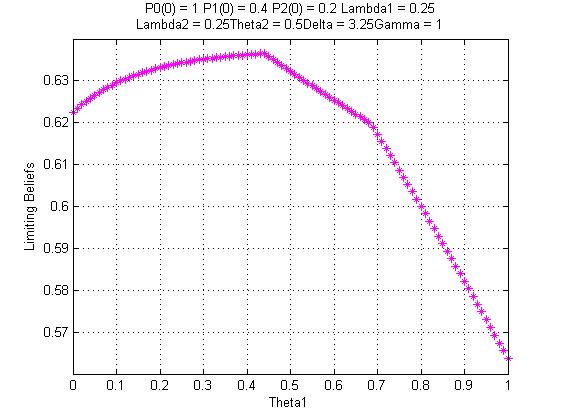 P0(0) = 1 P1(0) = 0.4 P2(0) = 0.2 Lambda1 = 0.25
Lambda2 = 0.25Theta2 = 0.5Delta = 3.25Gamma = 1
0.63
0.62
0.61
0.6
0.59
0.58
0.57
Limiting Beliefs
0 0.1 0.2 0.3 0.4 0.5 0.6 0.7 0.8 0.9 1
Theta1